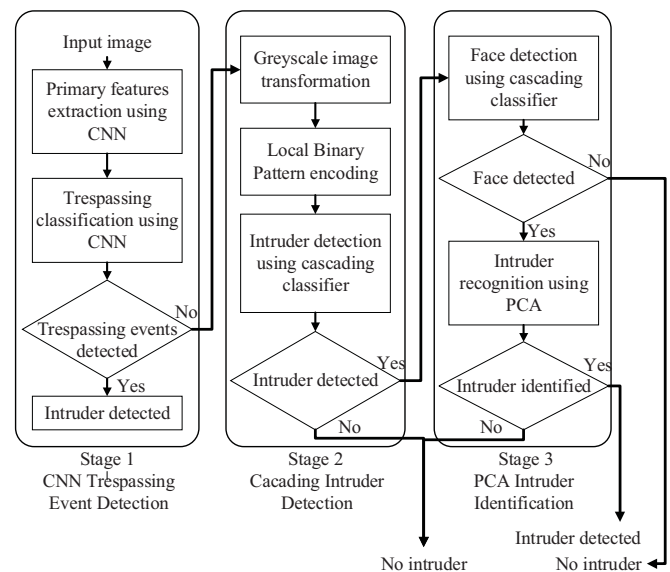 Input image
Primary features
extraction using
CNN
Trespassing
classification using
CNN
No
Trespassing events
detected
Yes
Intruder detected
Stage 1
CNN Trespassing
Event Detection
Greyscale image
transformation
Local Binary
Pattern encoding
Intruder detection
using cascading
classifier
Yes
Intruder detected
No
Stage 2
Cacading Intruder
Detection
Face detection
using cascading
classifier
No
Face detected
Yes
Intruder
recognition using
PCA
Yes
Intruder identified
No
Stage 3
PCA Intruder
Identification
Intruder detected
No intruder
No intruder